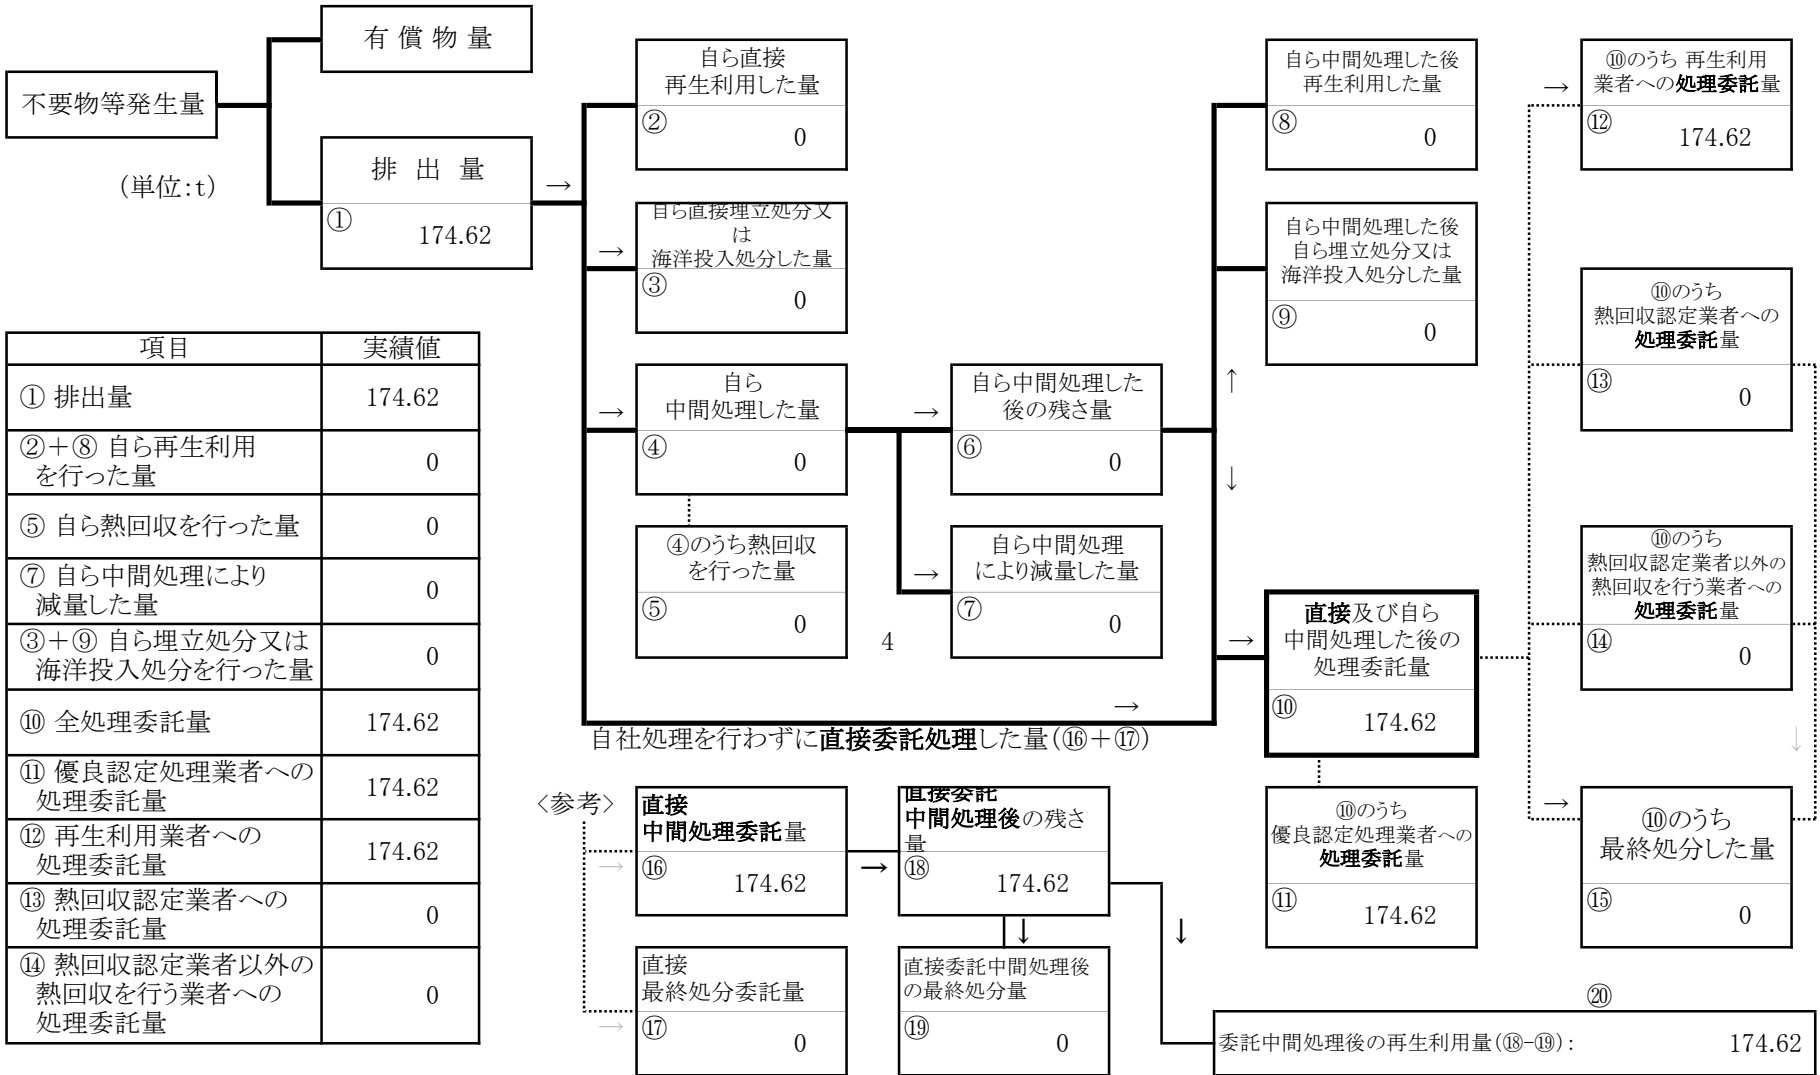 有 償 物 量
不要物等発生量
(単位:t)
排 出 量
→
①
174.62
自ら直接
再生利用した量
②
0
自ら直接埋立処分又
は
海洋投入処分した量
→
③
0
自ら
中間処理した量
→
④
0
④のうち熱回収
を行った量
⑤
0
4
自ら中間処理した
後の残さ量
→
⑥
0
自ら中間処理
により減量した量
→
⑦
0
自ら中間処理した後
再生利用した量
⑧
0
自ら中間処理した後
自ら埋立処分又は
海洋投入処分した量
⑨
0
↑
↓
→
直接及び自ら
中間処理した後の
処理委託量
⑩
174.62
⑩のうち
優良認定処理業者への
処理委託量
⑪
174.62
→
⑩のうち 再生利用
業者への処理委託量
⑫
174.62
⑩のうち
熱回収認定業者への
処理委託量
⑬
0
⑩のうち
熱回収認定業者以外の
熱回収を行う業者への
処理委託量
⑭
0
↓
→
⑩のうち
最終処分した量
⑮
0
→
自社処理を行わずに直接委託処理した量(⑯+⑰)
〈参考〉
直接
中間処理委託量
→
⑯
174.62
→
直接委託
中間処理後の残さ
量
⑱
174.62
↓
↓
直接
最終処分委託量
→
⑰
0
直接委託中間処理後
の最終処分量
⑲
0
⑳
委託中間処理後の再生利用量(⑱-⑲): 174.62
項目 実績値
① 排出量 174.62
②+⑧ 自ら再生利用
を行った量 0
⑤ 自ら熱回収を行った量 0
⑦ 自ら中間処理により
減量した量 0
③+⑨ 自ら埋立処分又は
海洋投入処分を行った量 0
⑩ 全処理委託量 174.62
⑪ 優良認定処理業者への
処理委託量 174.62
⑫ 再生利用業者への
処理委託量 174.62
⑬ 熱回収認定業者への
処理委託量 0
⑭ 熱回収認定業者以外の
熱回収を行う業者への
処理委託量 0